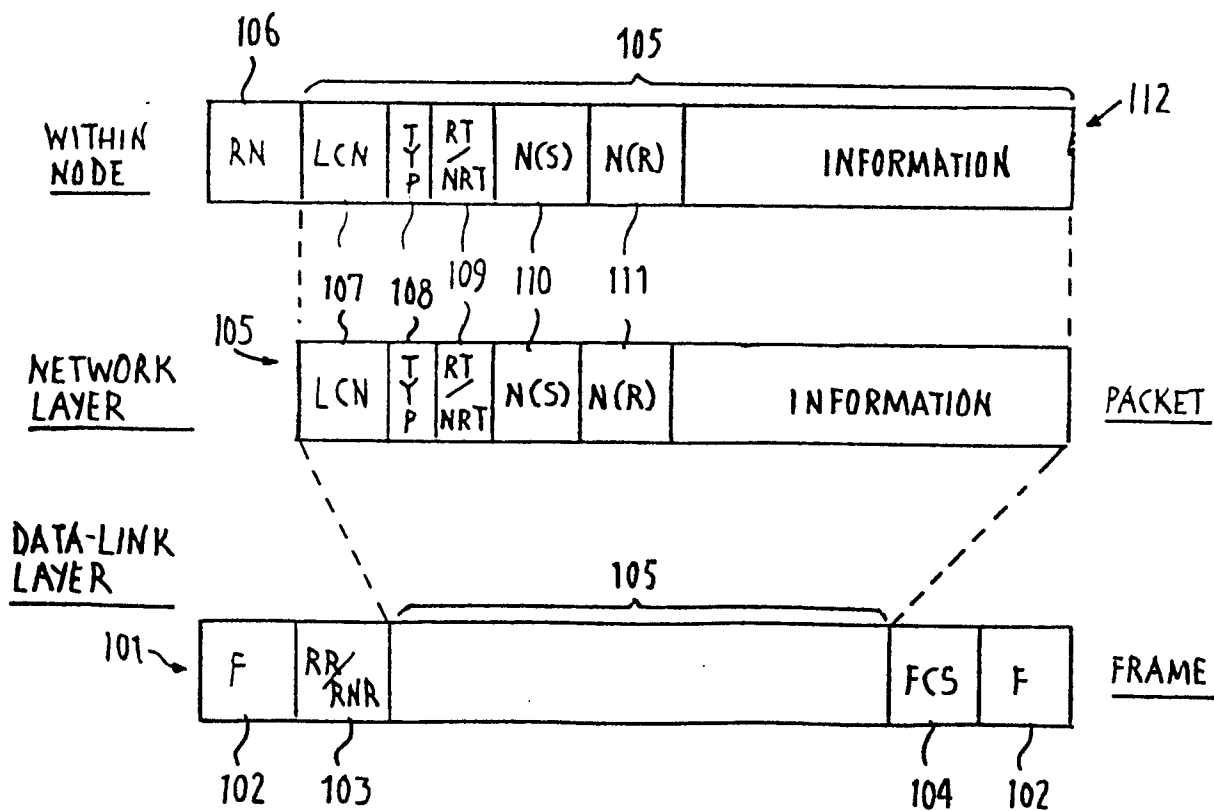 106
105
112
WITHIN
NODE
RN
LCN
TYP
RT/NRT
N(S)
N(R)
INFORMATION
107
108
109
110
111
105
NETWORK
LAYER
LCN
TYP
RT/NRT
N(S)
N(R)
INFORMATION
PACKET
DATA-LINK
LAYER
105
101
F
RR/RNR
FCS
F
FRAME
102
103
104
102